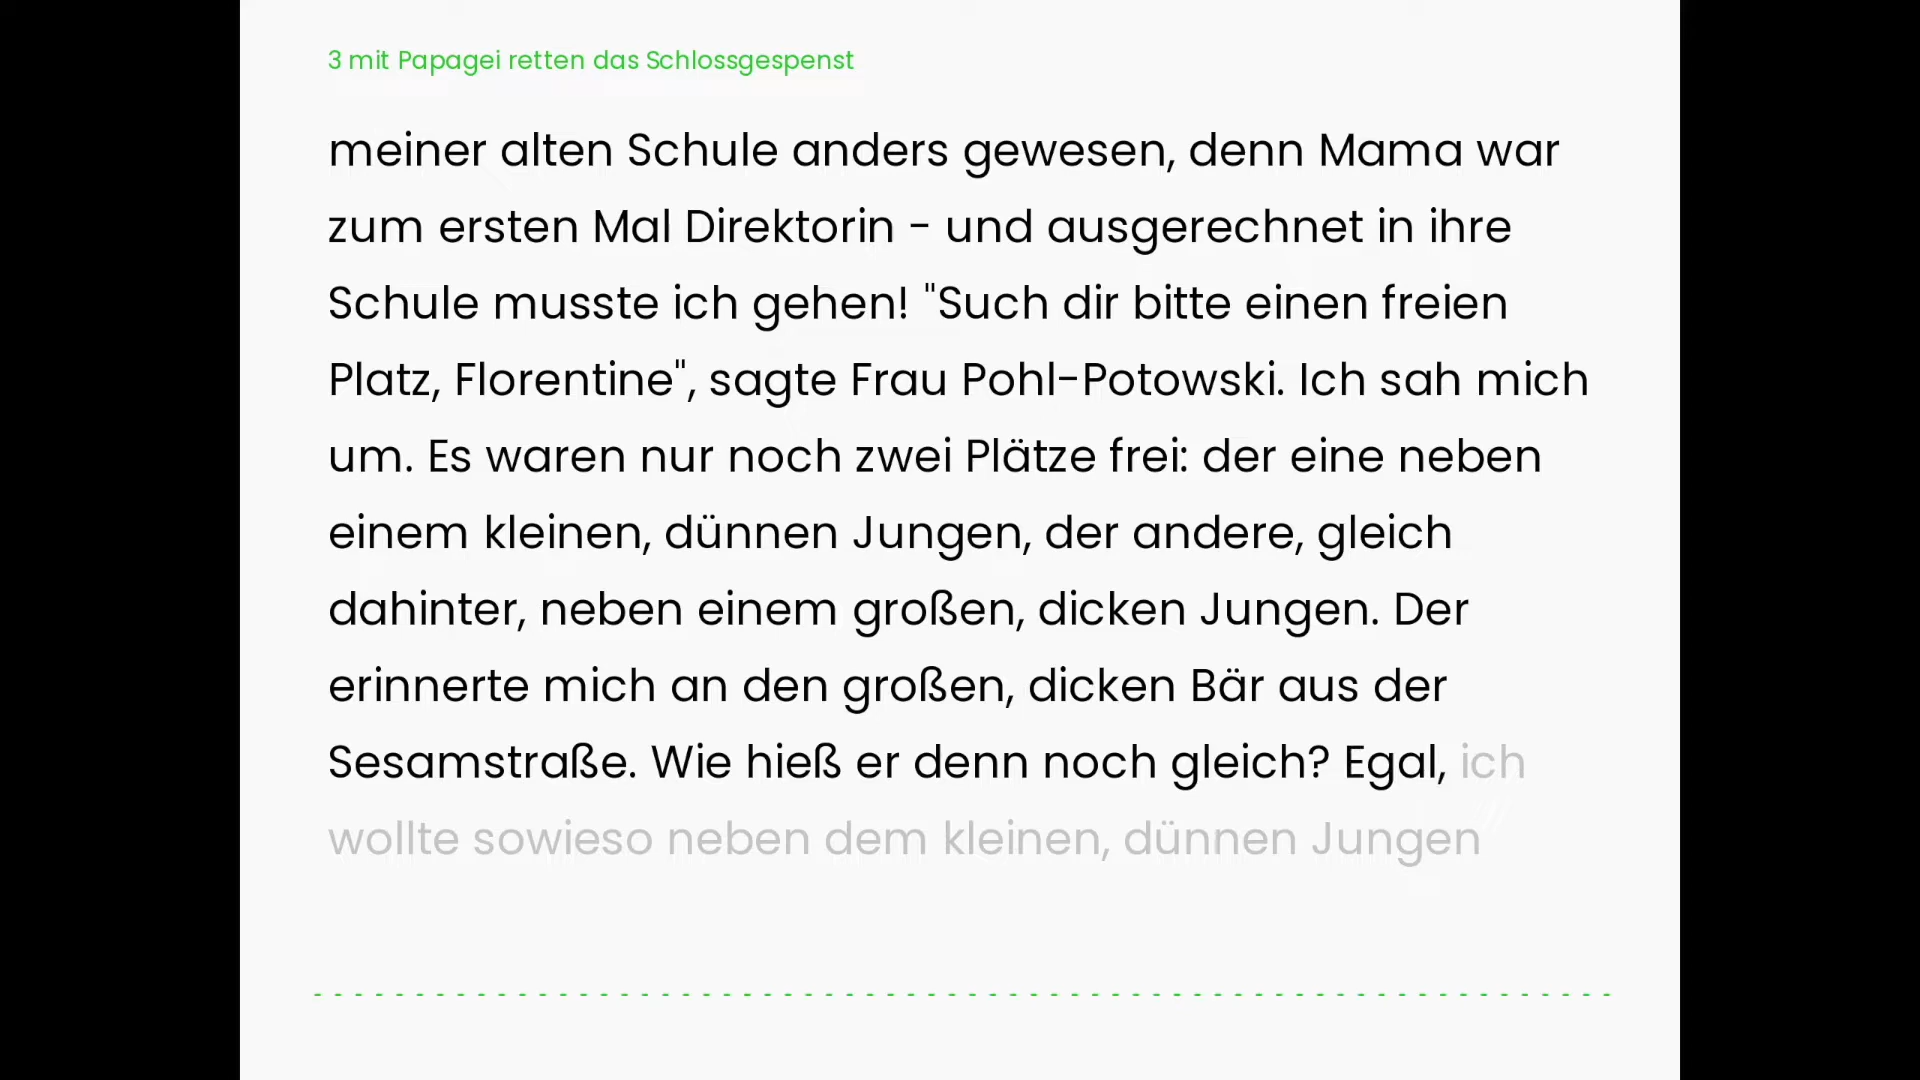 3 mit Papagei retten das Schlossgespenst
meiner alten Schule anders gewesen, denn Mama war
zum ersten Mal Direktorin - und ausgerechnet in ihre
Schule musste ich gehen! "Such dir bitte einen freien
Platz, Florentine", sagte Frau Pohl-Potowski. Ich sah mich
um. Es waren nur noch zwei Plätze frei: der eine neben
einem kleinen, dünnen Jungen, der andere, gleich
dahinter, neben einem großen, dicken Jungen. Der
erinnerte mich an den großen, dicken Bär aus der
Sesamstraße. Wie hieß er denn noch gleich? Egal, ich
wollte sowieso neben dem kleinen, dünnen Jungen